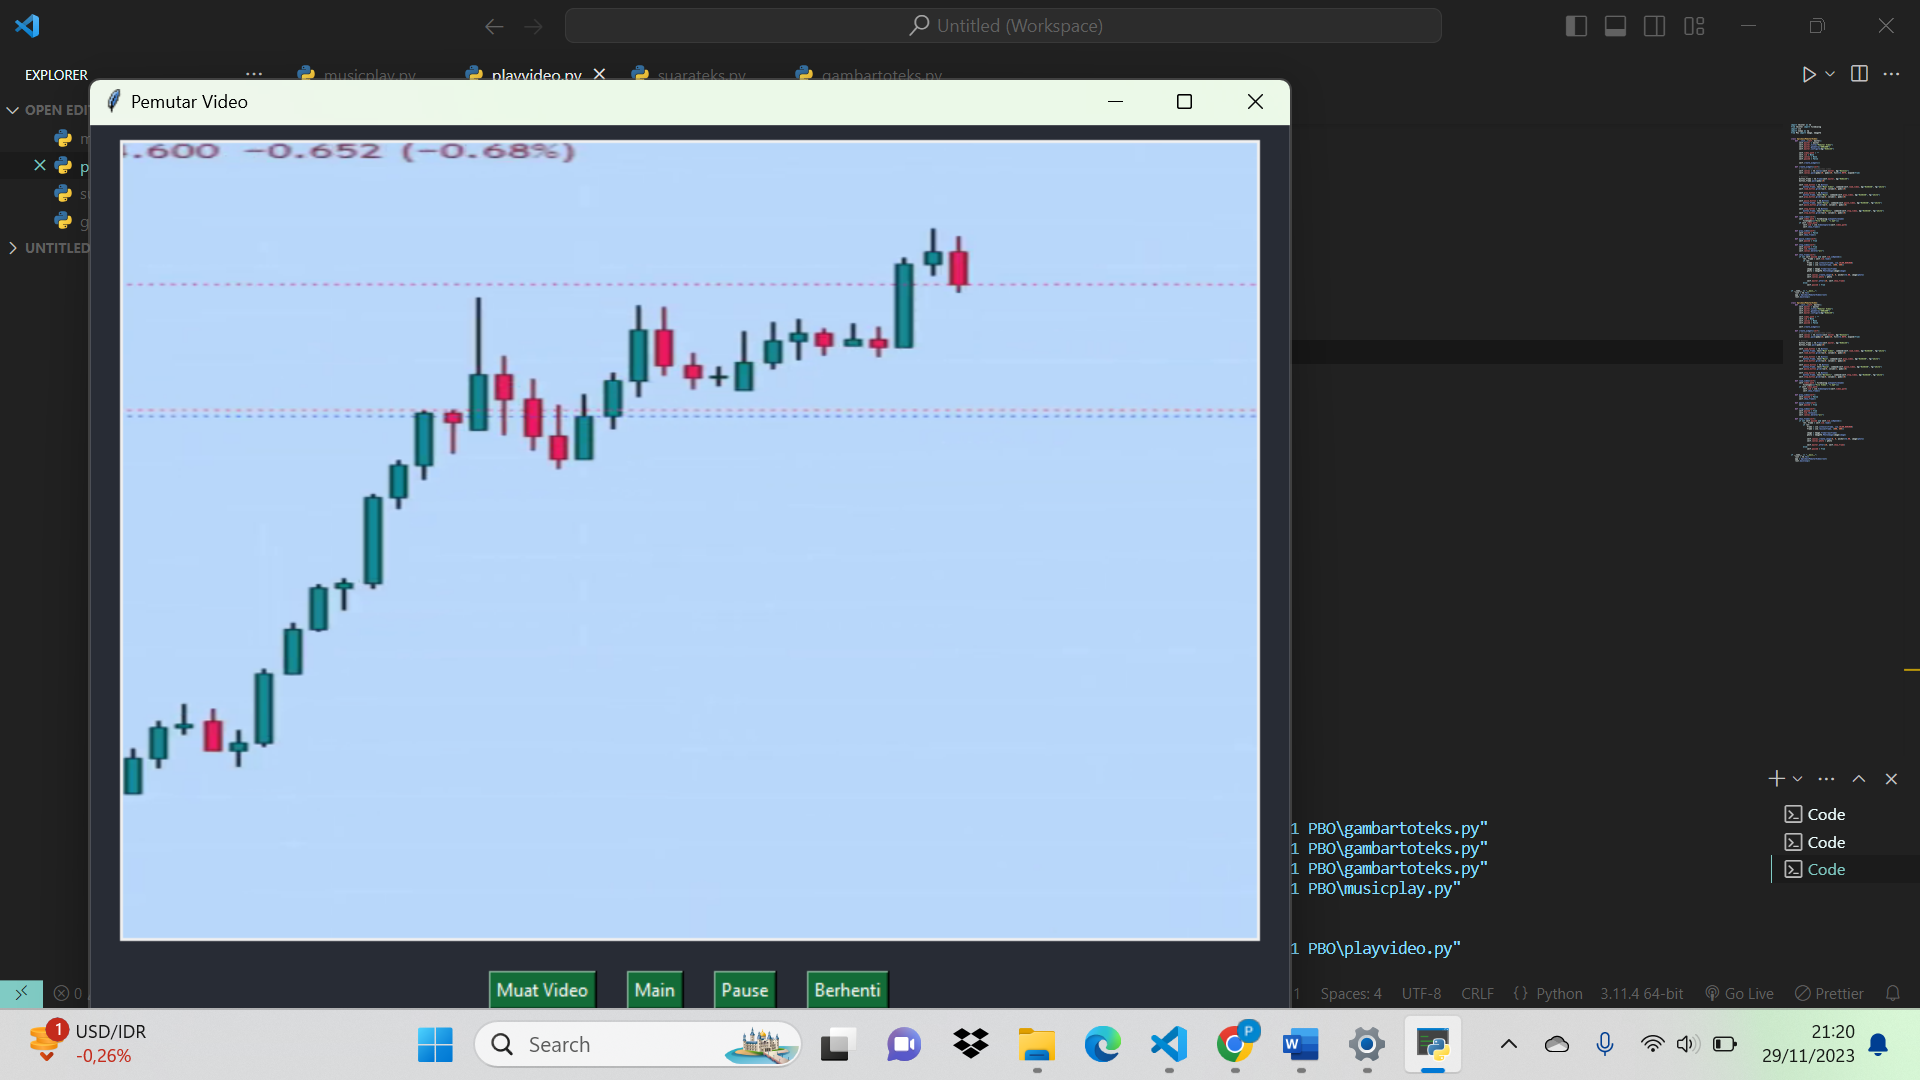 Untitled (Workspace)
EXPLORER
musicplay.py
playvideo.py
suarateks.py
gambartoteks.py
OPEN EDI
UNTITLED
Pemutar Video
.600 −0.652 (−0.68%)
Muat Video
Main
Pause
Berhenti
1 PBO\gambartoteks.py"
1 PBO\gambartoteks.py"
1 PBO\gambartoteks.py"
1 PBO\musicplay.py"
1 PBO\playvideo.py"
Code
Code
Code
0
1 Spaces: 4 UTF-8 CRLF {} Python 3.11.4 64-bit Go Live Prettier
1
USD/IDR
-0,26%
Search
P
21:20
29/11/2023